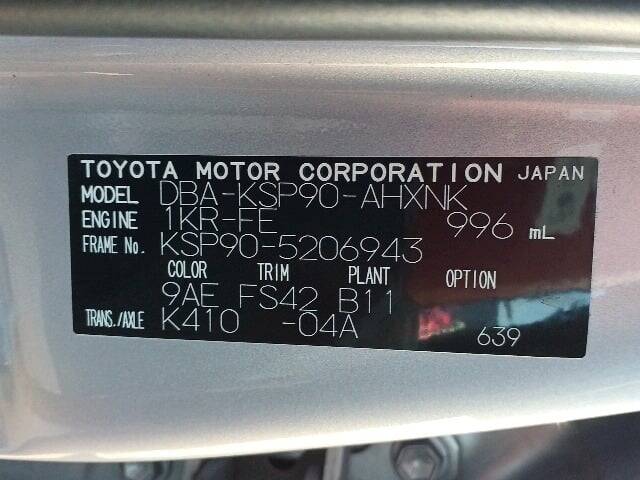 TOYOTA MOTOR CORPORATION JAPAN
MODEL DBA-KSP90-AHXNK
ENGINE 1KR-FE 996 mL
FRAME No. KSP90-5206943
COLOR TRIM PLANT OPTION
9AE FS42 B11
TRANS./AXLE K410 -04A 639